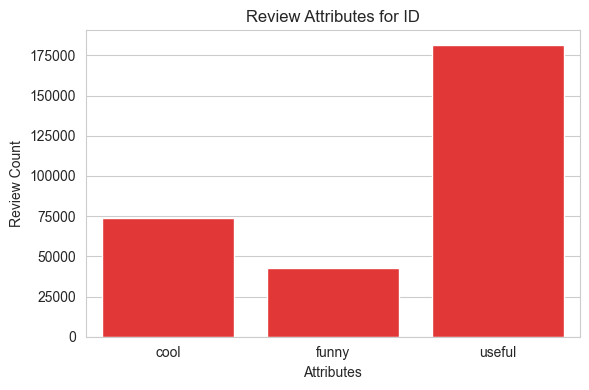 Review Attributes for ID
175000
150000
125000
100000
75000
50000
25000
0
Review Count
cool funny useful
Attributes